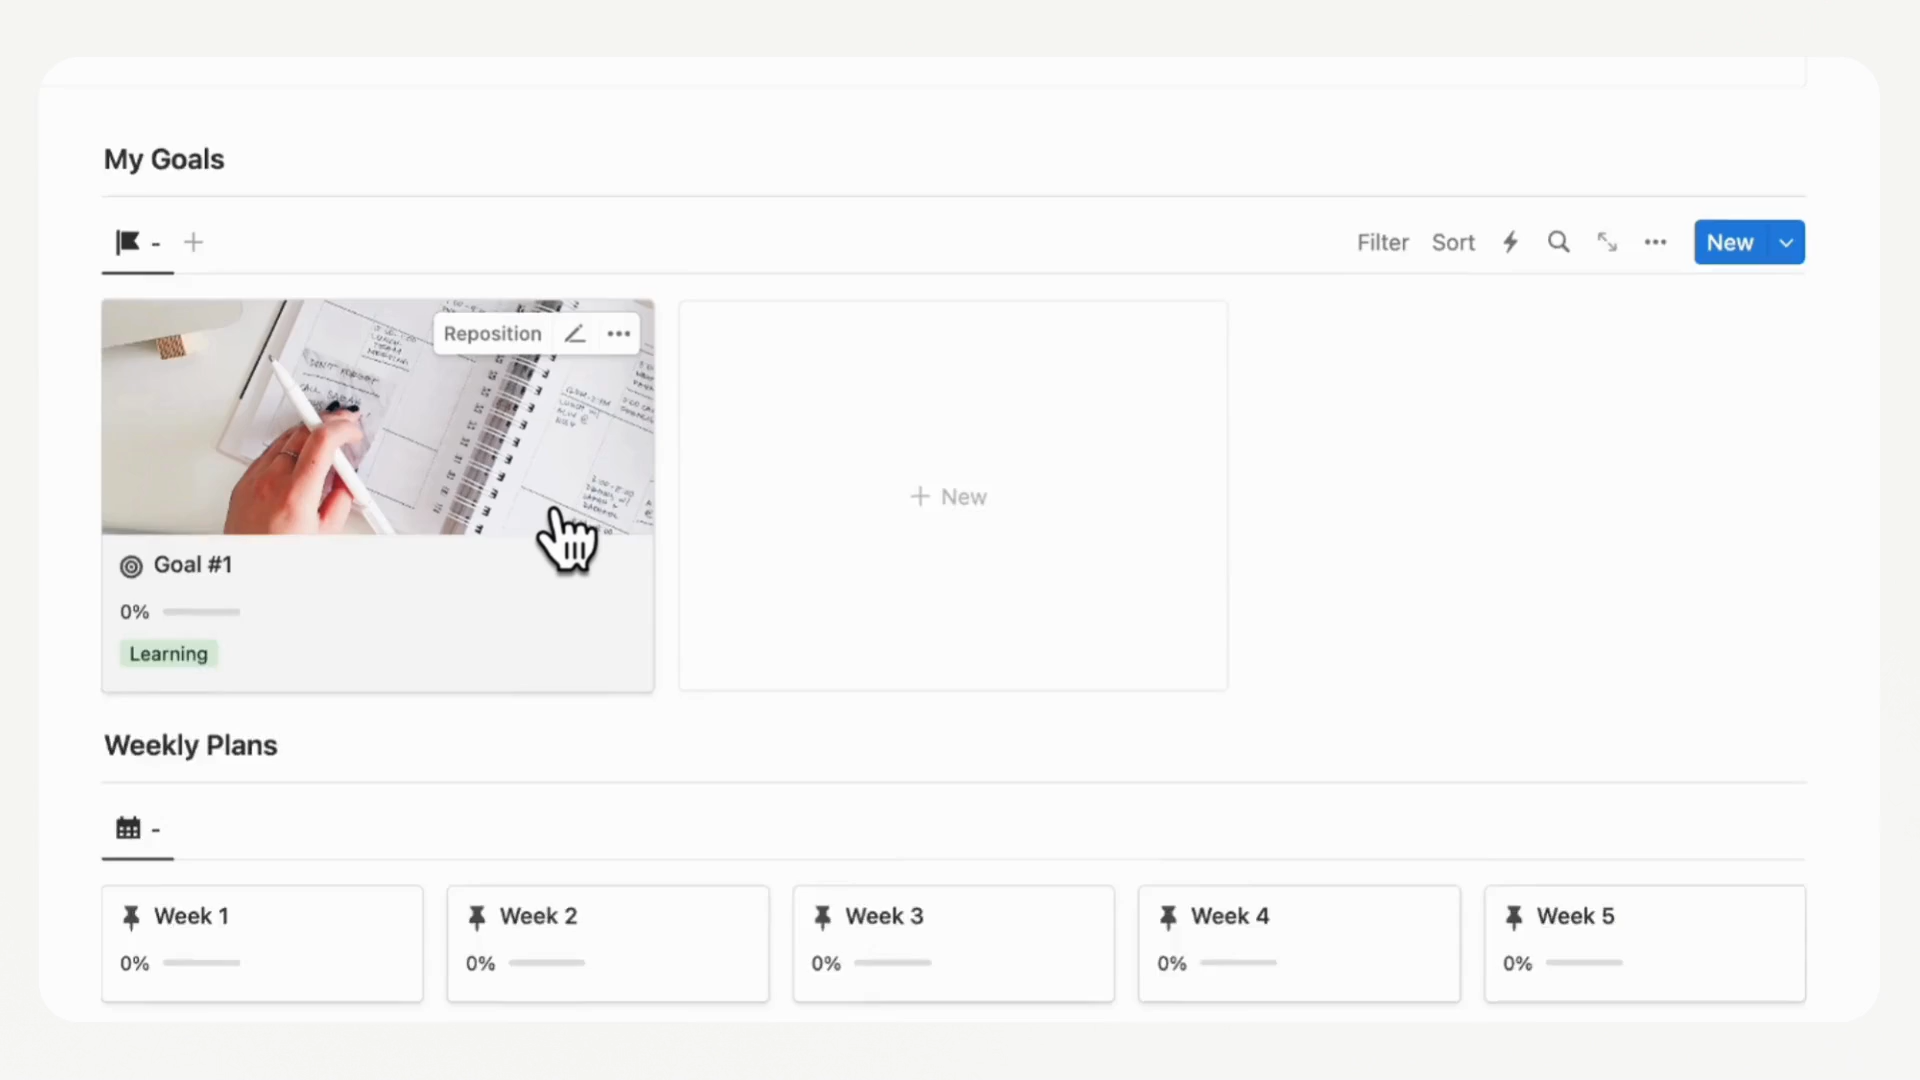 My Goals
-
Filter Sort New
Reposition
+ New
Goal #1
0%
Learning
Weekly Plans
-
Week 1
0%
Week 2
0%
Week 3
0%
Week 4
0%
Week 5
0%